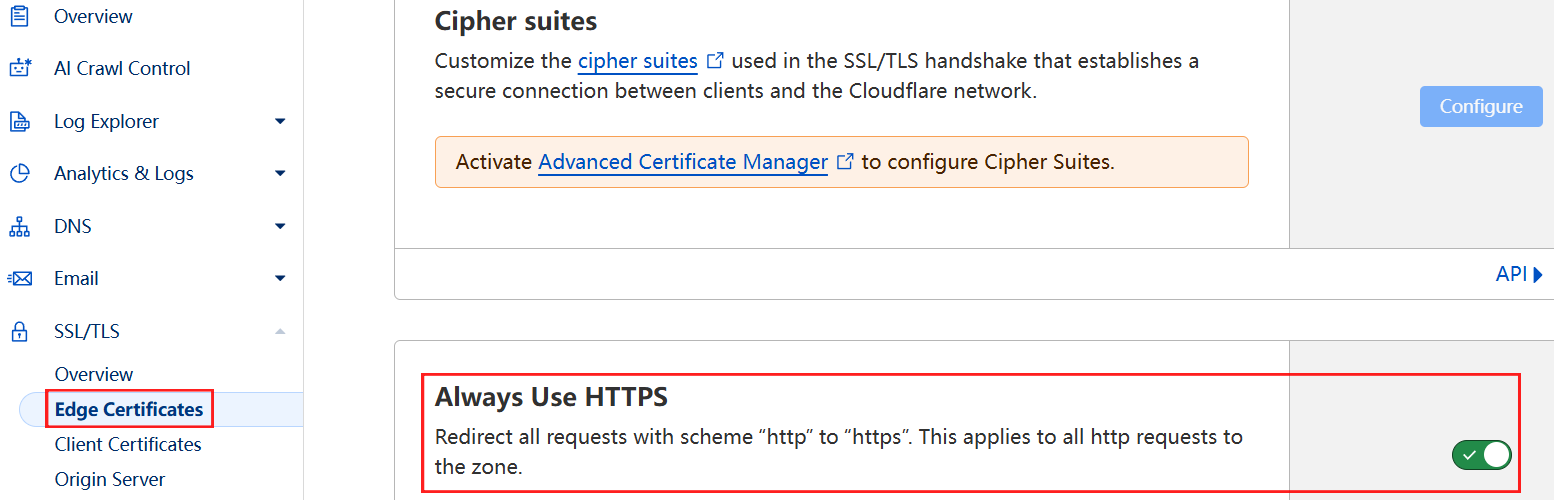 Overview
AI Crawl Control
Log Explorer
Analytics & Logs
DNS
Email
SSL/TLS
Overview
Edge Certificates
Client Certificates
Origin Server
Cipher suites
Customize the cipher suites used in the SSL/TLS handshake that establishes a
secure connection between clients and the Cloudflare network.
Configure
Activate Advanced Certificate Manager to configure Cipher Suites.
API
Always Use HTTPS
Redirect all requests with scheme “http” to “https”. This applies to all http requests to
the zone.